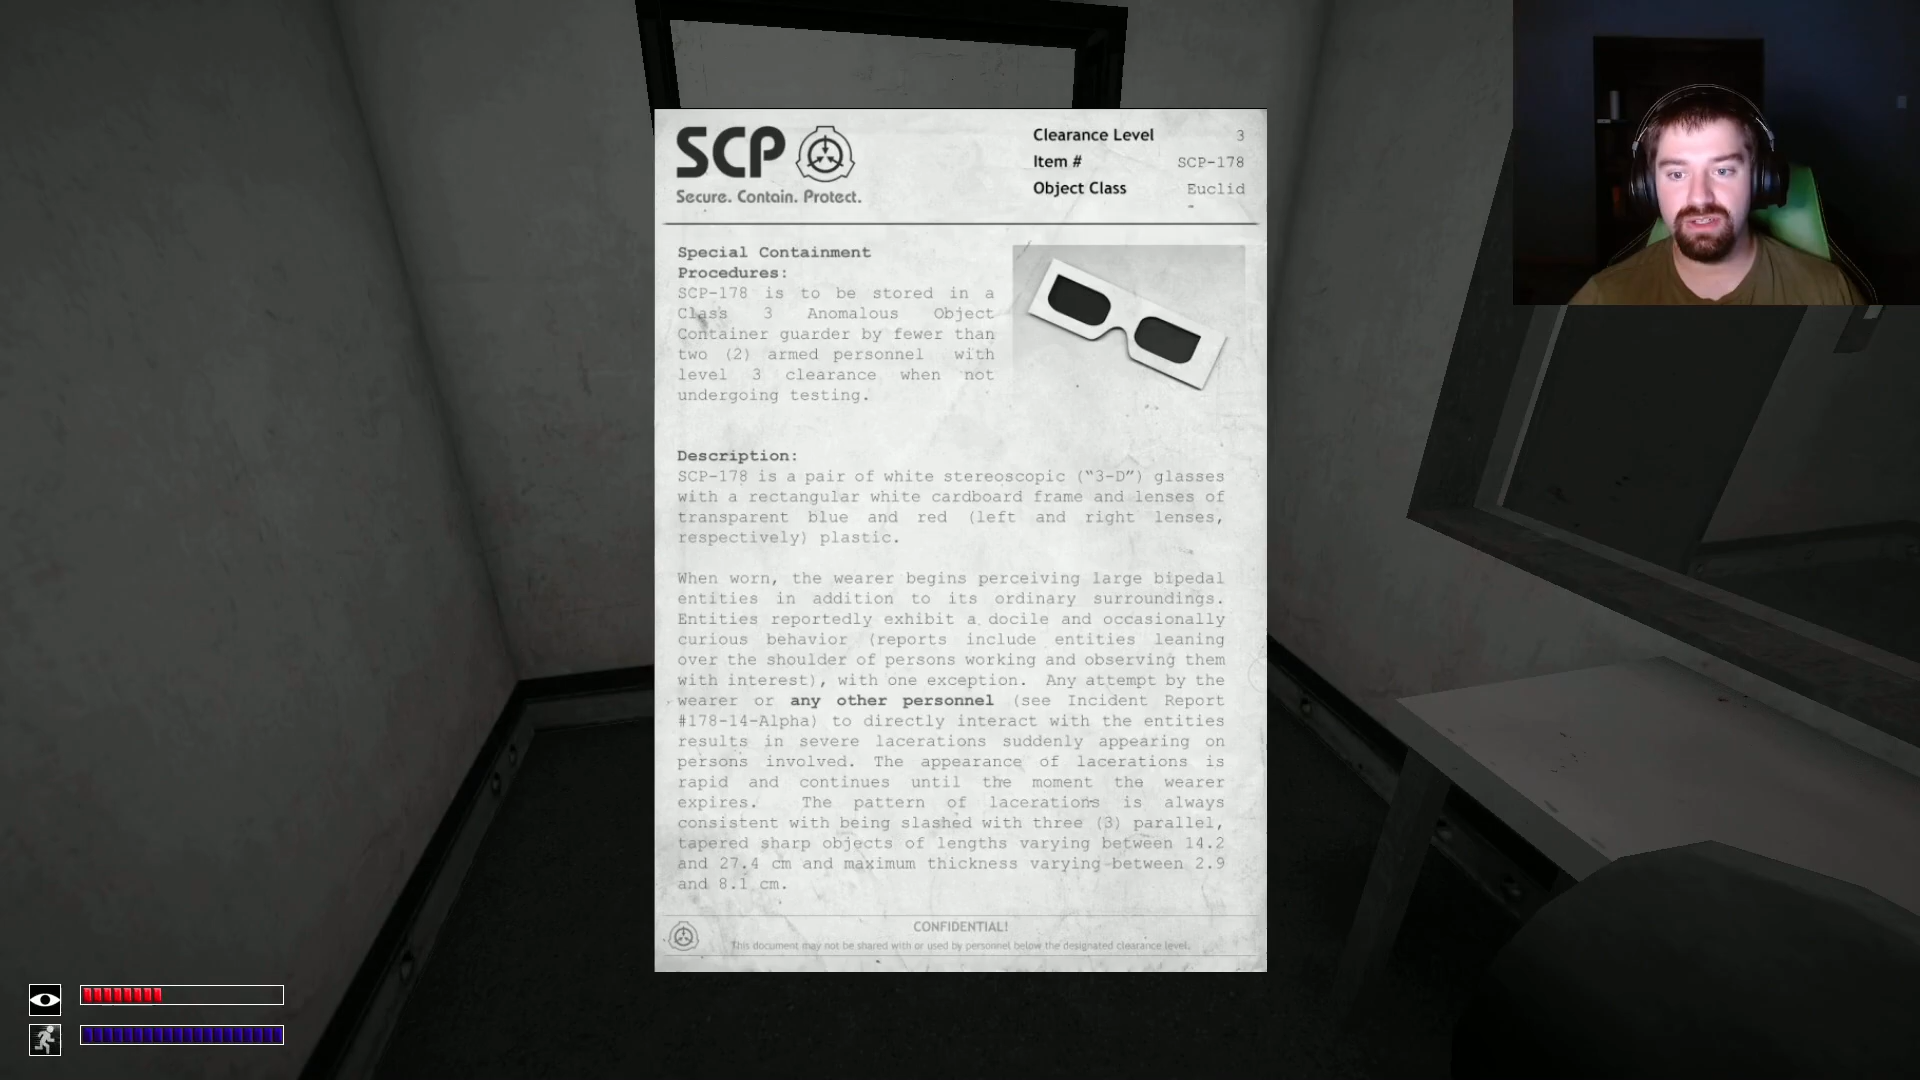 SCP
Secure. Contain. Protect.
Clearance Level 3
Item # SCP-178
Object Class Euclid
Special Containment
Procedures:
SCP-178 is to be stored in a
Class 3 Anomalous Object
Container guarder by fewer than
two (2) armed personnel with
level 3 clearance when not
undergoing testing.
Description:
SCP-178 is a pair of white stereoscopic (“3-D”) glasses
with a rectangular white cardboard frame and lenses of
transparent blue and red (left and right lenses,
respectively) plastic.
When worn, the wearer begins perceiving large bipedal
entities in addition to its ordinary surroundings.
Entities reportedly exhibit a docile and occasionally
curious behavior (reports include entities leaning
over the shoulder of persons working and observing them
with interest), with one exception. Any attempt by the
wearer or any other personnel (see Incident Report
#178-14-Alpha) to directly interact with the entities
results in severe lacerations suddenly appearing on
persons involved. The appearance of lacerations is
rapid and continues until the moment the wearer
expires. The pattern of lacerations is always
consistent with being slashed with three (3) parallel,
tapered sharp objects of lengths varying between 14.2
and 27.4 cm and maximum thickness varying between 2.9
and 8.1 cm.
CONFIDENTIAL!
This document may not be shared with or used by personnel below the designated clearance level.